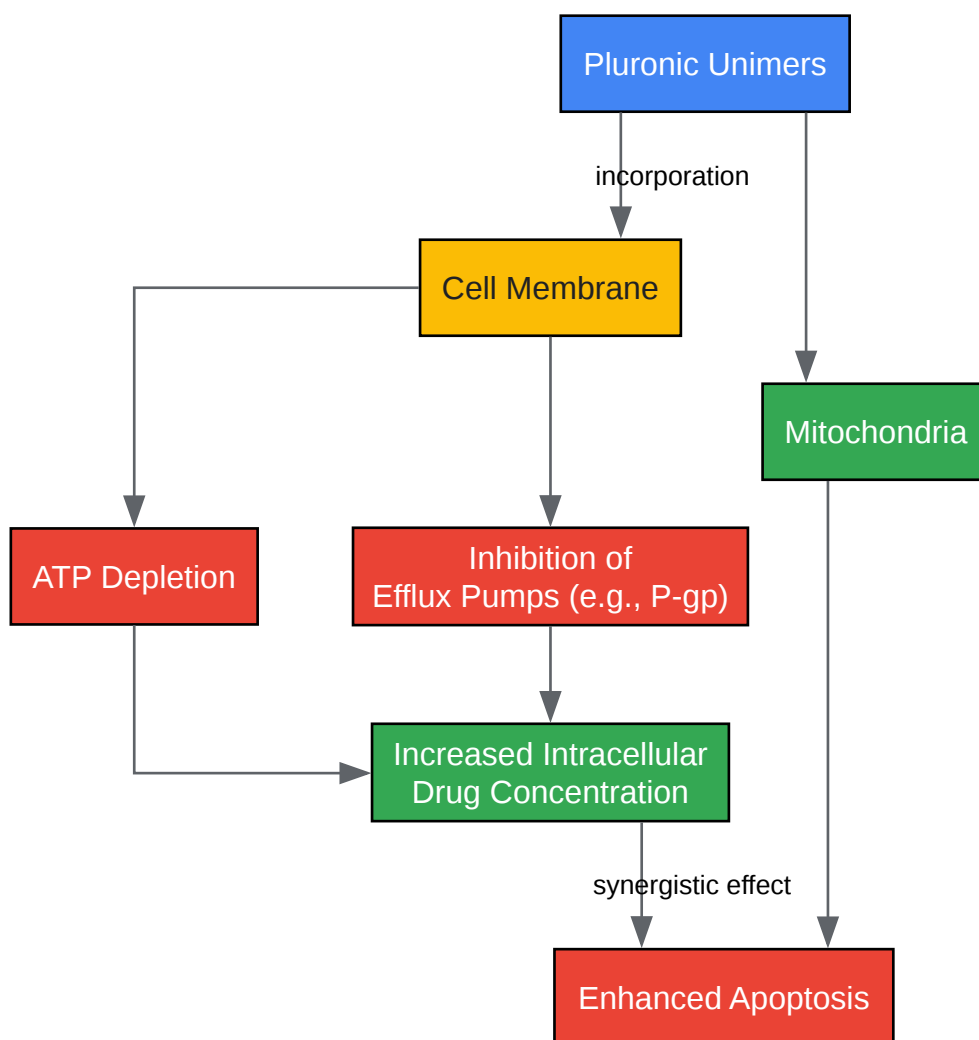 Pluronic Unimers
incorporation
Cell Membrane
Mitochondria
ATP Depletion
Inhibition of
Efflux Pumps (e.g., P-gp)
Increased Intracellular
Drug Concentration
synergistic effect
Enhanced Apoptosis